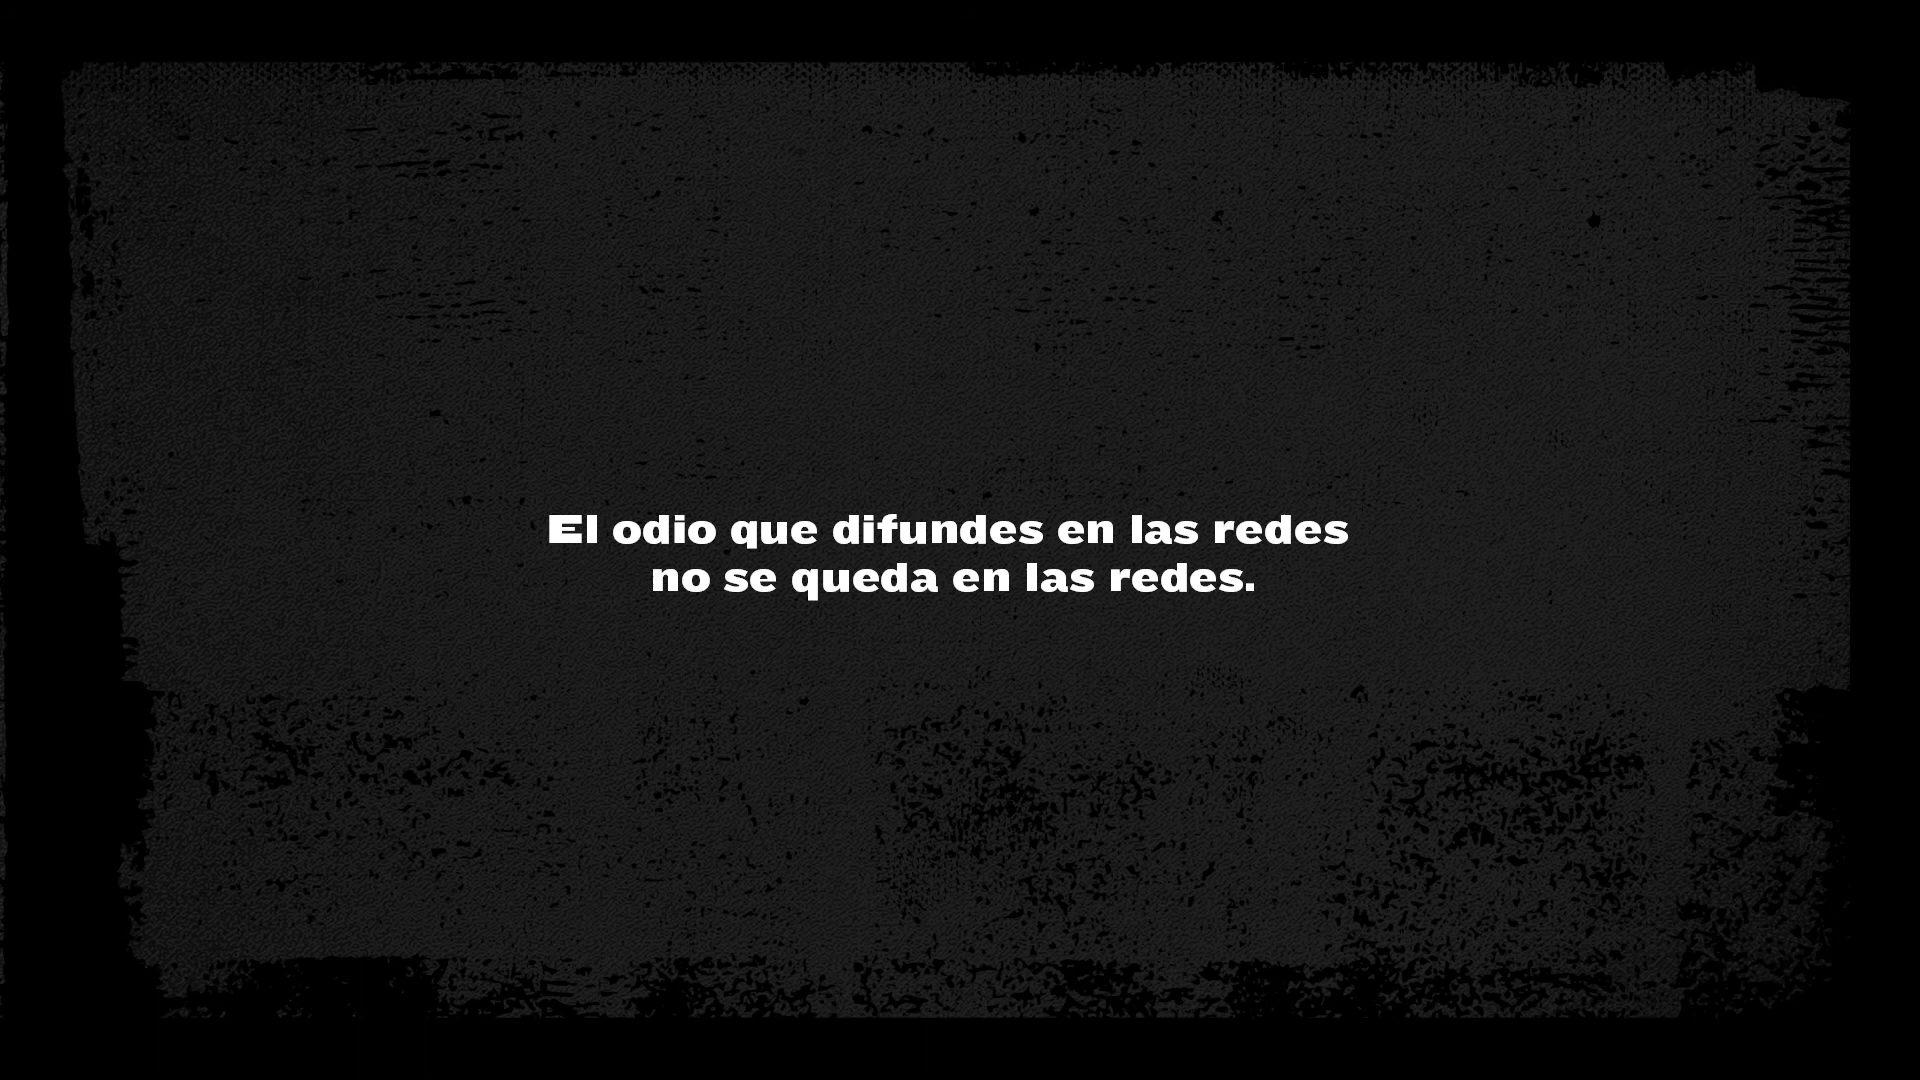 El odio que difundes en las redes
no se queda en las redes.